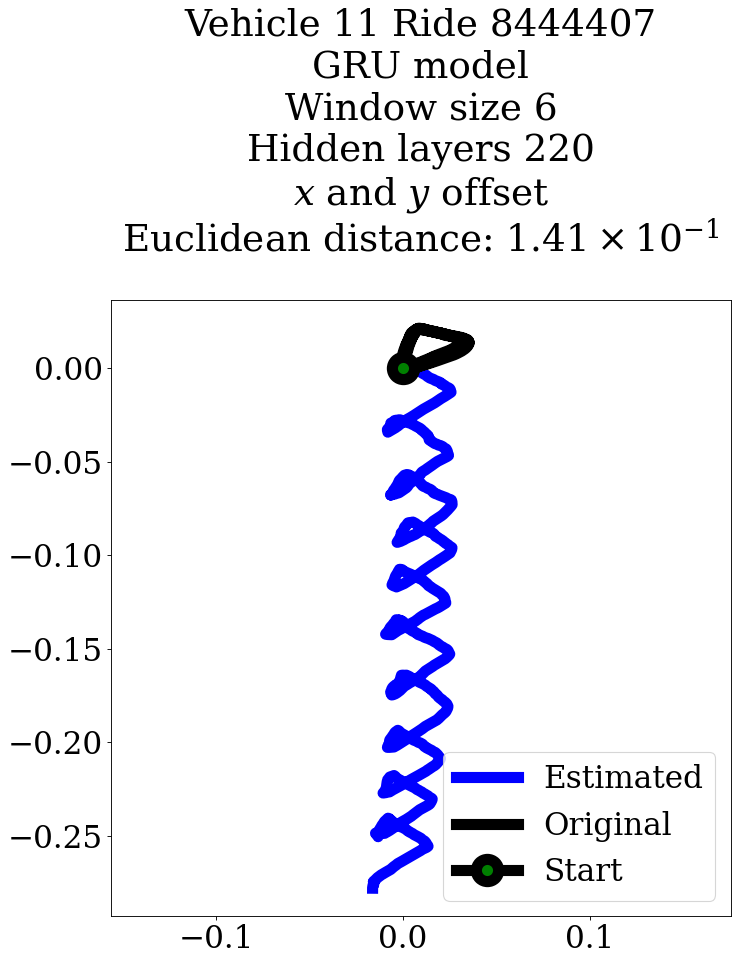 Vehicle 11 Ride 8444407
GRU model
Window size 6
Hidden layers 220
x and y offset
Euclidean distance: 1.41 × 10⁻¹
0.00
−0.05
−0.10
−0.15
−0.20
−0.25
Estimated
Original
Start
−0.1 0.0 0.1